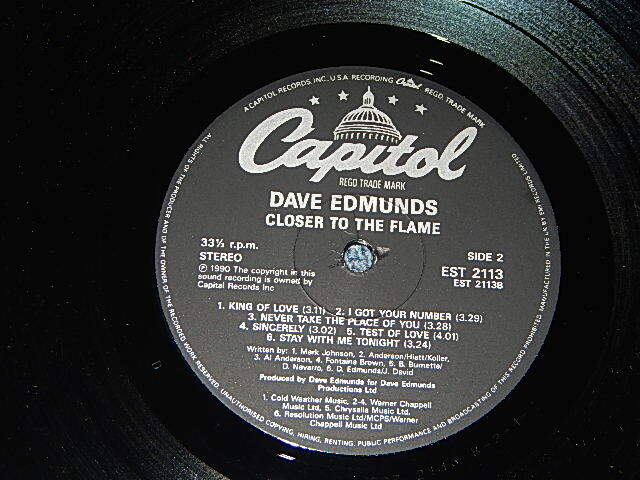 A CAPITOL RECORDS, INC., U.S.A. RECORDING Capitol REGD. TRADE MARK.
Capitol
REGD TRADE MARK
DAVE EDMUNDS
CLOSER TO THE FLAME
33⅓ r.p.m.
STEREO
℗ 1990 The copyright in this
sound recording is owned by
Capitol Records Inc
SIDE 2
EST 2113
EST 2113B
1. KING OF LOVE (3.11) 2. I GOT YOUR NUMBER (3.29)
3. NEVER TAKE THE PLACE OF YOU (3.28)
4. SINCERELY (3.02) 5. TEST OF LOVE (4.01)
6. STAY WITH ME TONIGHT (3.24)
Written by: 1. Mark Johnson, 2. Anderson/Hiatt/Koller,
3. Al Anderson, 4. Fontaine Brown, 5. B. Burnette/
D. Navarro, 6. D. Edmunds/J. David
Produced by Dave Edmunds for Dave Edmunds
Productions Ltd
1. Cold Weather Music, 2-4. Warner Chappell
Music Ltd, 5. Chrysalis Music Ltd.
6. Resolution Music Ltd/MCPS/Warner
Chappell Music Ltd
ALL RIGHTS OF THE PRODUCER AND OF THE OWNER OF THE RECORDED WORK RESERVED. UNAUTHORISED COPYING, HIRING, RENTING, PUBLIC PERFORMANCE AND BROADCASTING OF THIS RECORD PROHIBITED. MANUFACTURED IN THE U.K. BY EMI RECORDS LIMITED